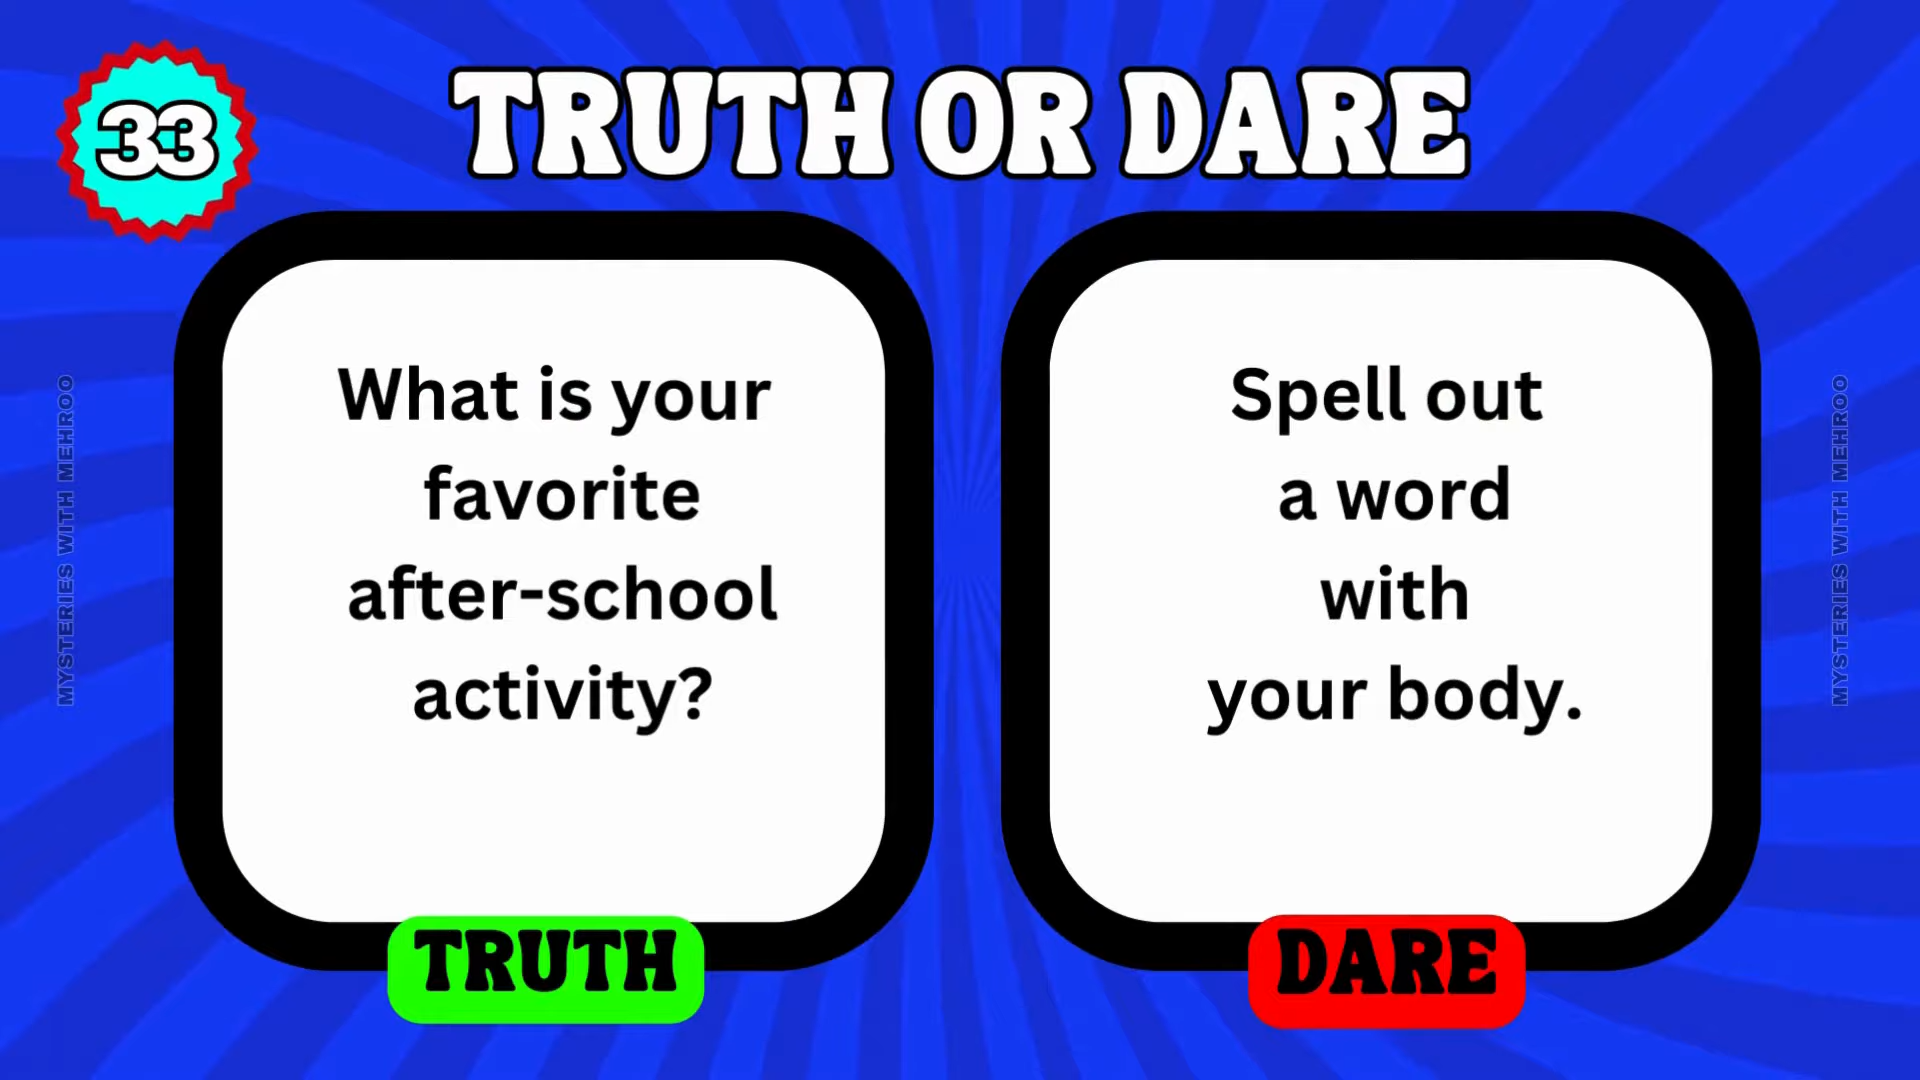 33
TRUTH OR DARE
What is your
favorite
after-school
activity?
TRUTH
Spell out
a word
with
your body.
DARE
MYSTERIES WITH MEHROO
MYSTERIES WITH MEHROO